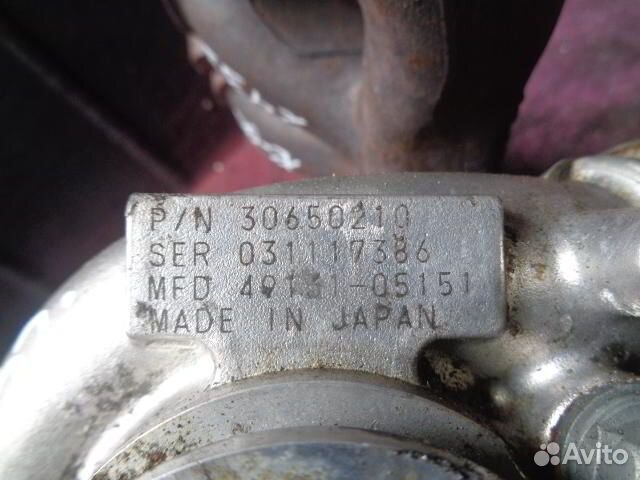 P/N 30650210
SER 031117386
MFD 49131-05151
MADE IN JAPAN
Avito